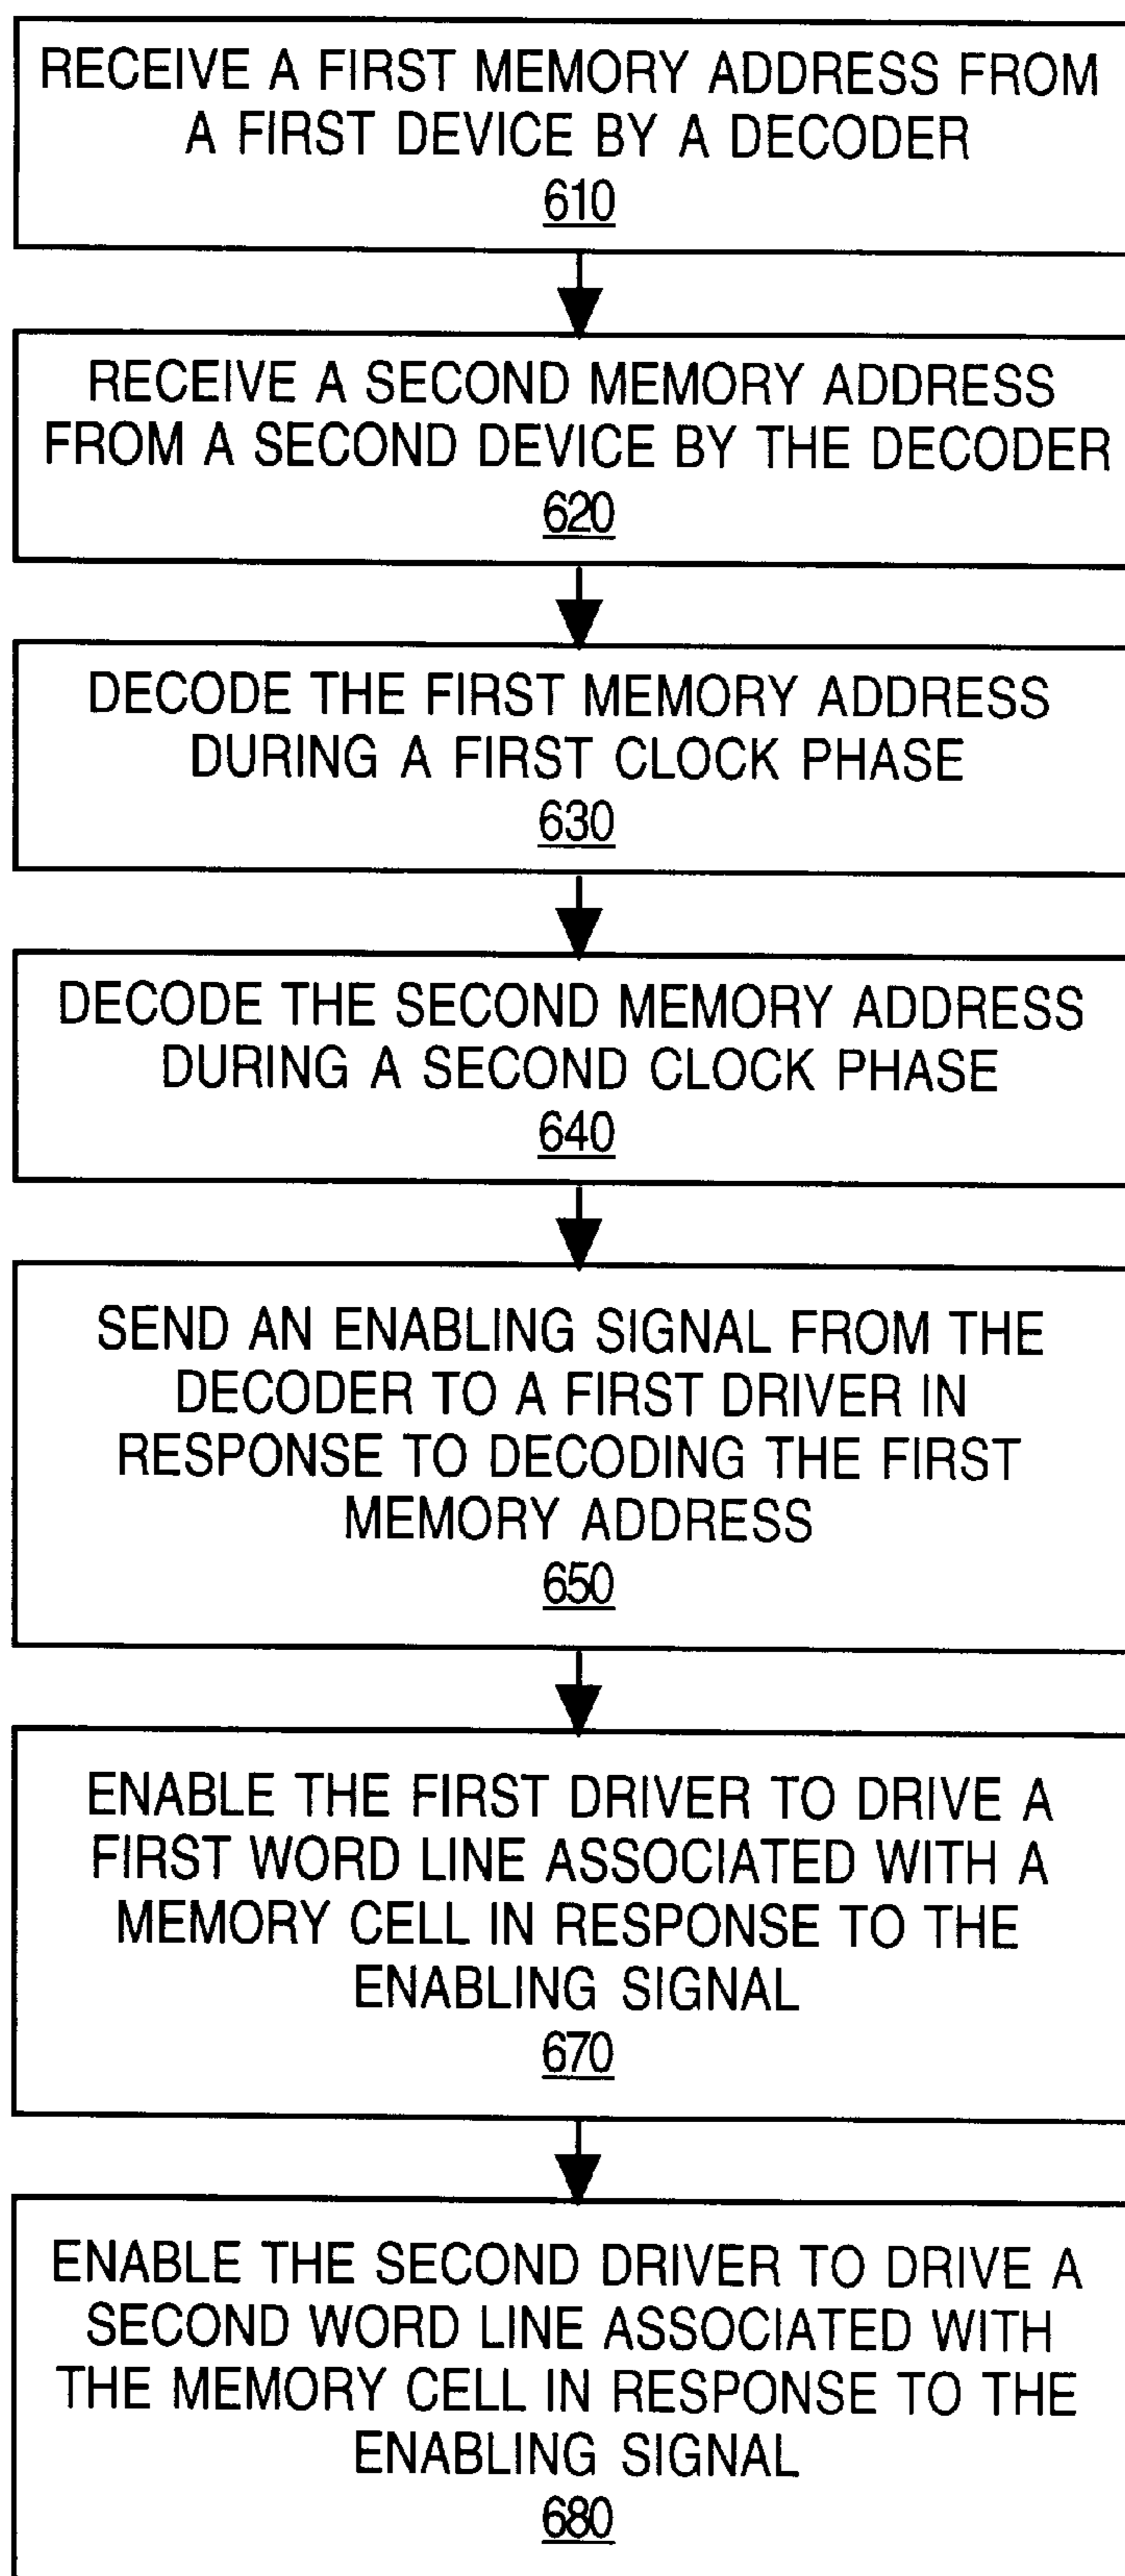 RECEIVE A FIRST MEMORY ADDRESS FROM
A FIRST DEVICE BY A DECODER
610
RECEIVE A SECOND MEMORY ADDRESS
FROM A SECOND DEVICE BY THE DECODER
620
DECODE THE FIRST MEMORY ADDRESS
DURING A FIRST CLOCK PHASE
630
DECODE THE SECOND MEMORY ADDRESS
DURING A SECOND CLOCK PHASE
640
SEND AN ENABLING SIGNAL FROM THE
DECODER TO A FIRST DRIVER IN
RESPONSE TO DECODING THE FIRST
MEMORY ADDRESS
650
ENABLE THE FIRST DRIVER TO DRIVE A
FIRST WORD LINE ASSOCIATED WITH A
MEMORY CELL IN RESPONSE TO THE
ENABLING SIGNAL
670
ENABLE THE SECOND DRIVER TO DRIVE A
SECOND WORD LINE ASSOCIATED WITH
THE MEMORY CELL IN RESPONSE TO THE
ENABLING SIGNAL
680